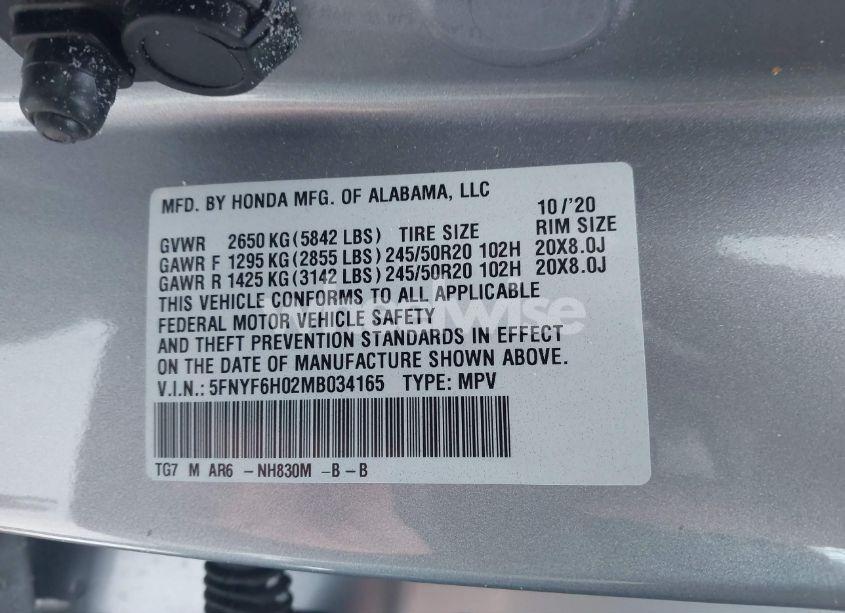 MFD. BY HONDA MFG. OF ALABAMA, LLC 10/'20
GVWR 2650 KG(5842 LBS) TIRE SIZE RIM SIZE
GAWR F 1295 KG(2855 LBS) 245/50R20 102H 20X8.0J
GAWR R 1425 KG(3142 LBS) 245/50R20 102H 20X8.0J
THIS VEHICLE CONFORMS TO ALL APPLICABLE
FEDERAL MOTOR VEHICLE SAFETY
AND THEFT PREVENTION STANDARDS IN EFFECT
ON THE DATE OF MANUFACTURE SHOWN ABOVE.
V.I.N.: 5FNYF6H02MB034165 TYPE: MPV
TG7 M AR6 -NH830M -B-B